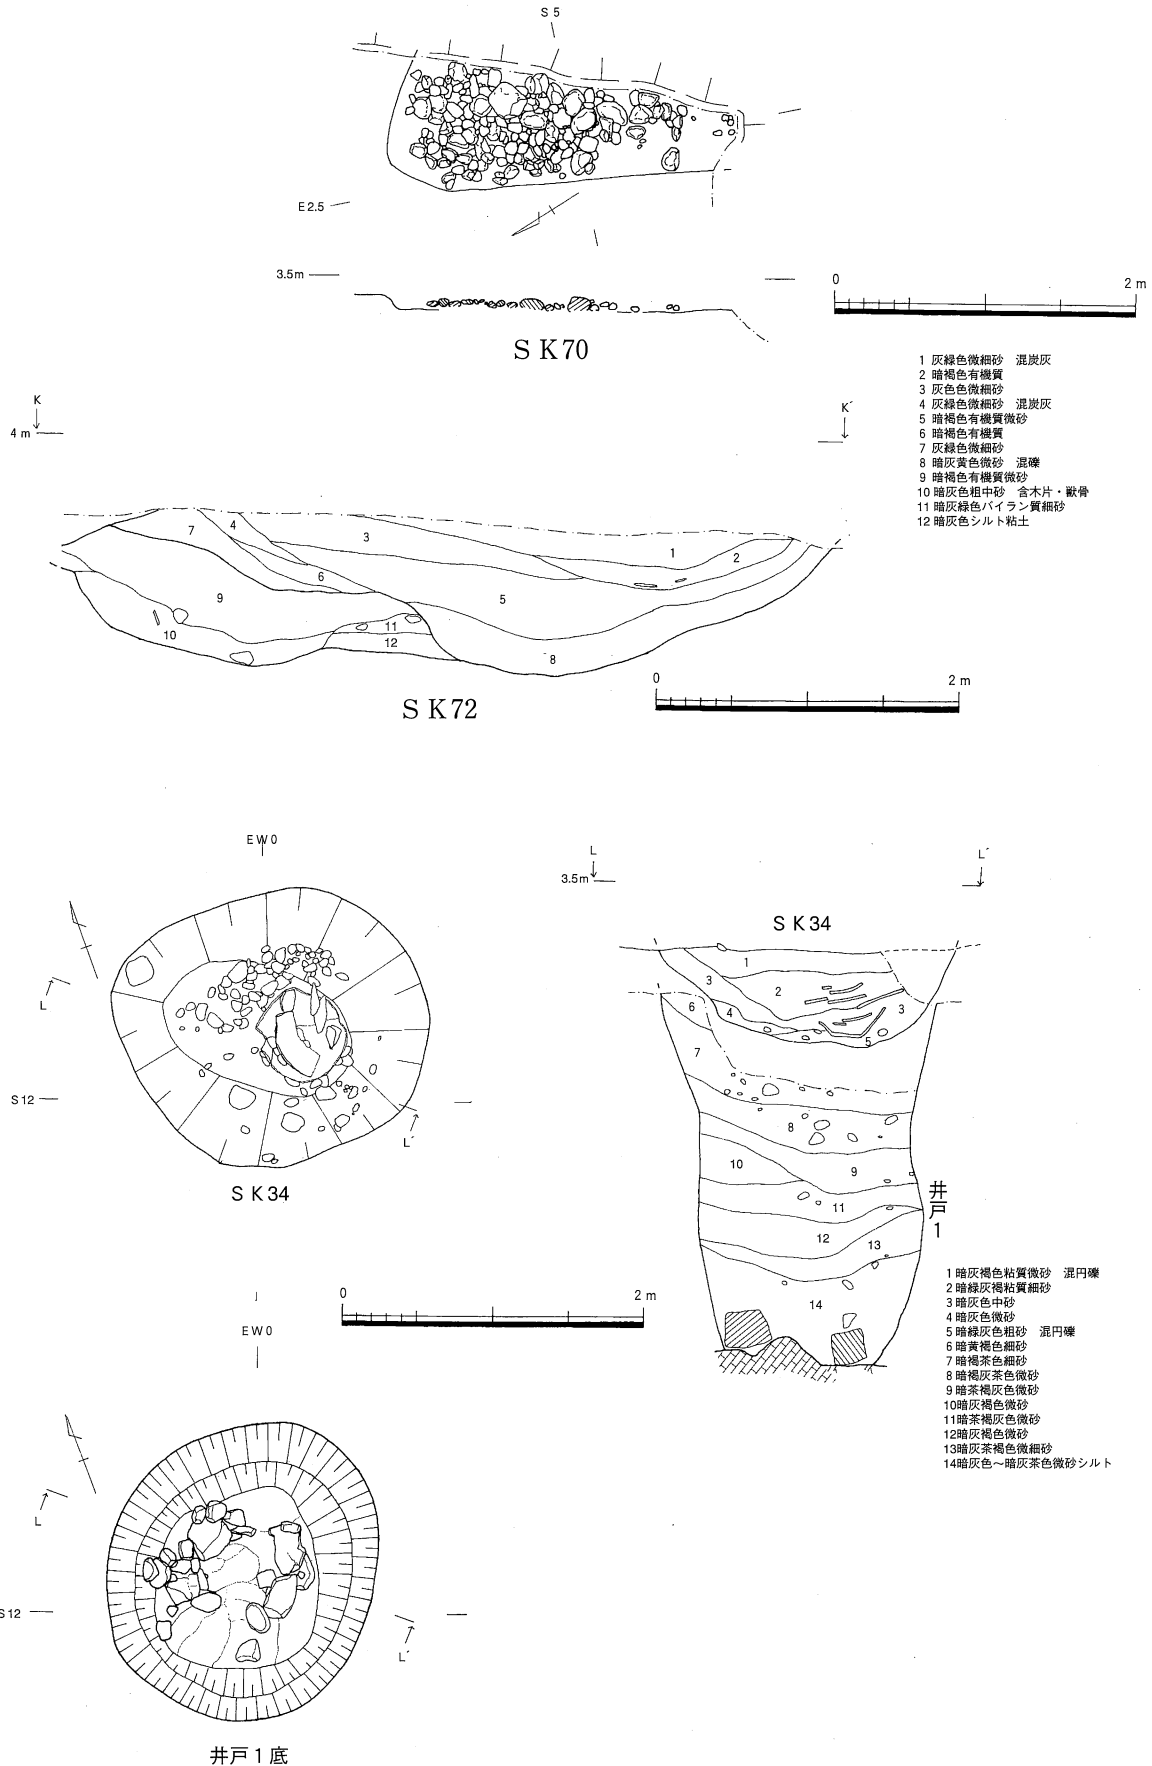 S 5
E 2.5
3.5m
0 2 m
S K70
1 灰緑色微細砂 混炭灰
2 暗褐色有機質
3 灰色色微細砂
4 灰緑色微細砂 混炭灰
5 暗褐色有機質微砂
6 暗褐色有機質
7 灰緑色微細砂
8 暗灰黄色微砂 混礫
9 暗褐色有機質微砂
10 暗灰色粗中砂 含木片・獣骨
11 暗灰緑色バイラン質細砂
12 暗灰色シルト粘土
K
K´
4 m
7
4
3
1
2
6
9
5
11
10
12
8
0 2 m
S K72
E W 0
L
S 12
L´
S K34
L
L´
3.5m
S K34
1
3
2
6
4
3
5
7
8
10
9
11
12
13
14
井戸1
0 2 m
1 暗灰褐色粘質微砂 混円礫
2 暗緑灰褐粘質細砂
3 暗灰色中砂
4 暗灰色微砂
5 暗緑灰色粗砂 混円礫
6 暗黄褐色細砂
7 暗褐茶色細砂
8 暗褐灰茶色微砂
9 暗茶褐灰色微砂
10暗灰褐色微砂
11暗茶褐灰色微砂
12暗灰褐色微砂
13暗灰茶褐色微細砂
14暗灰色～暗灰茶色微砂シルト
E W 0
L
S 12
L´
井戸1底